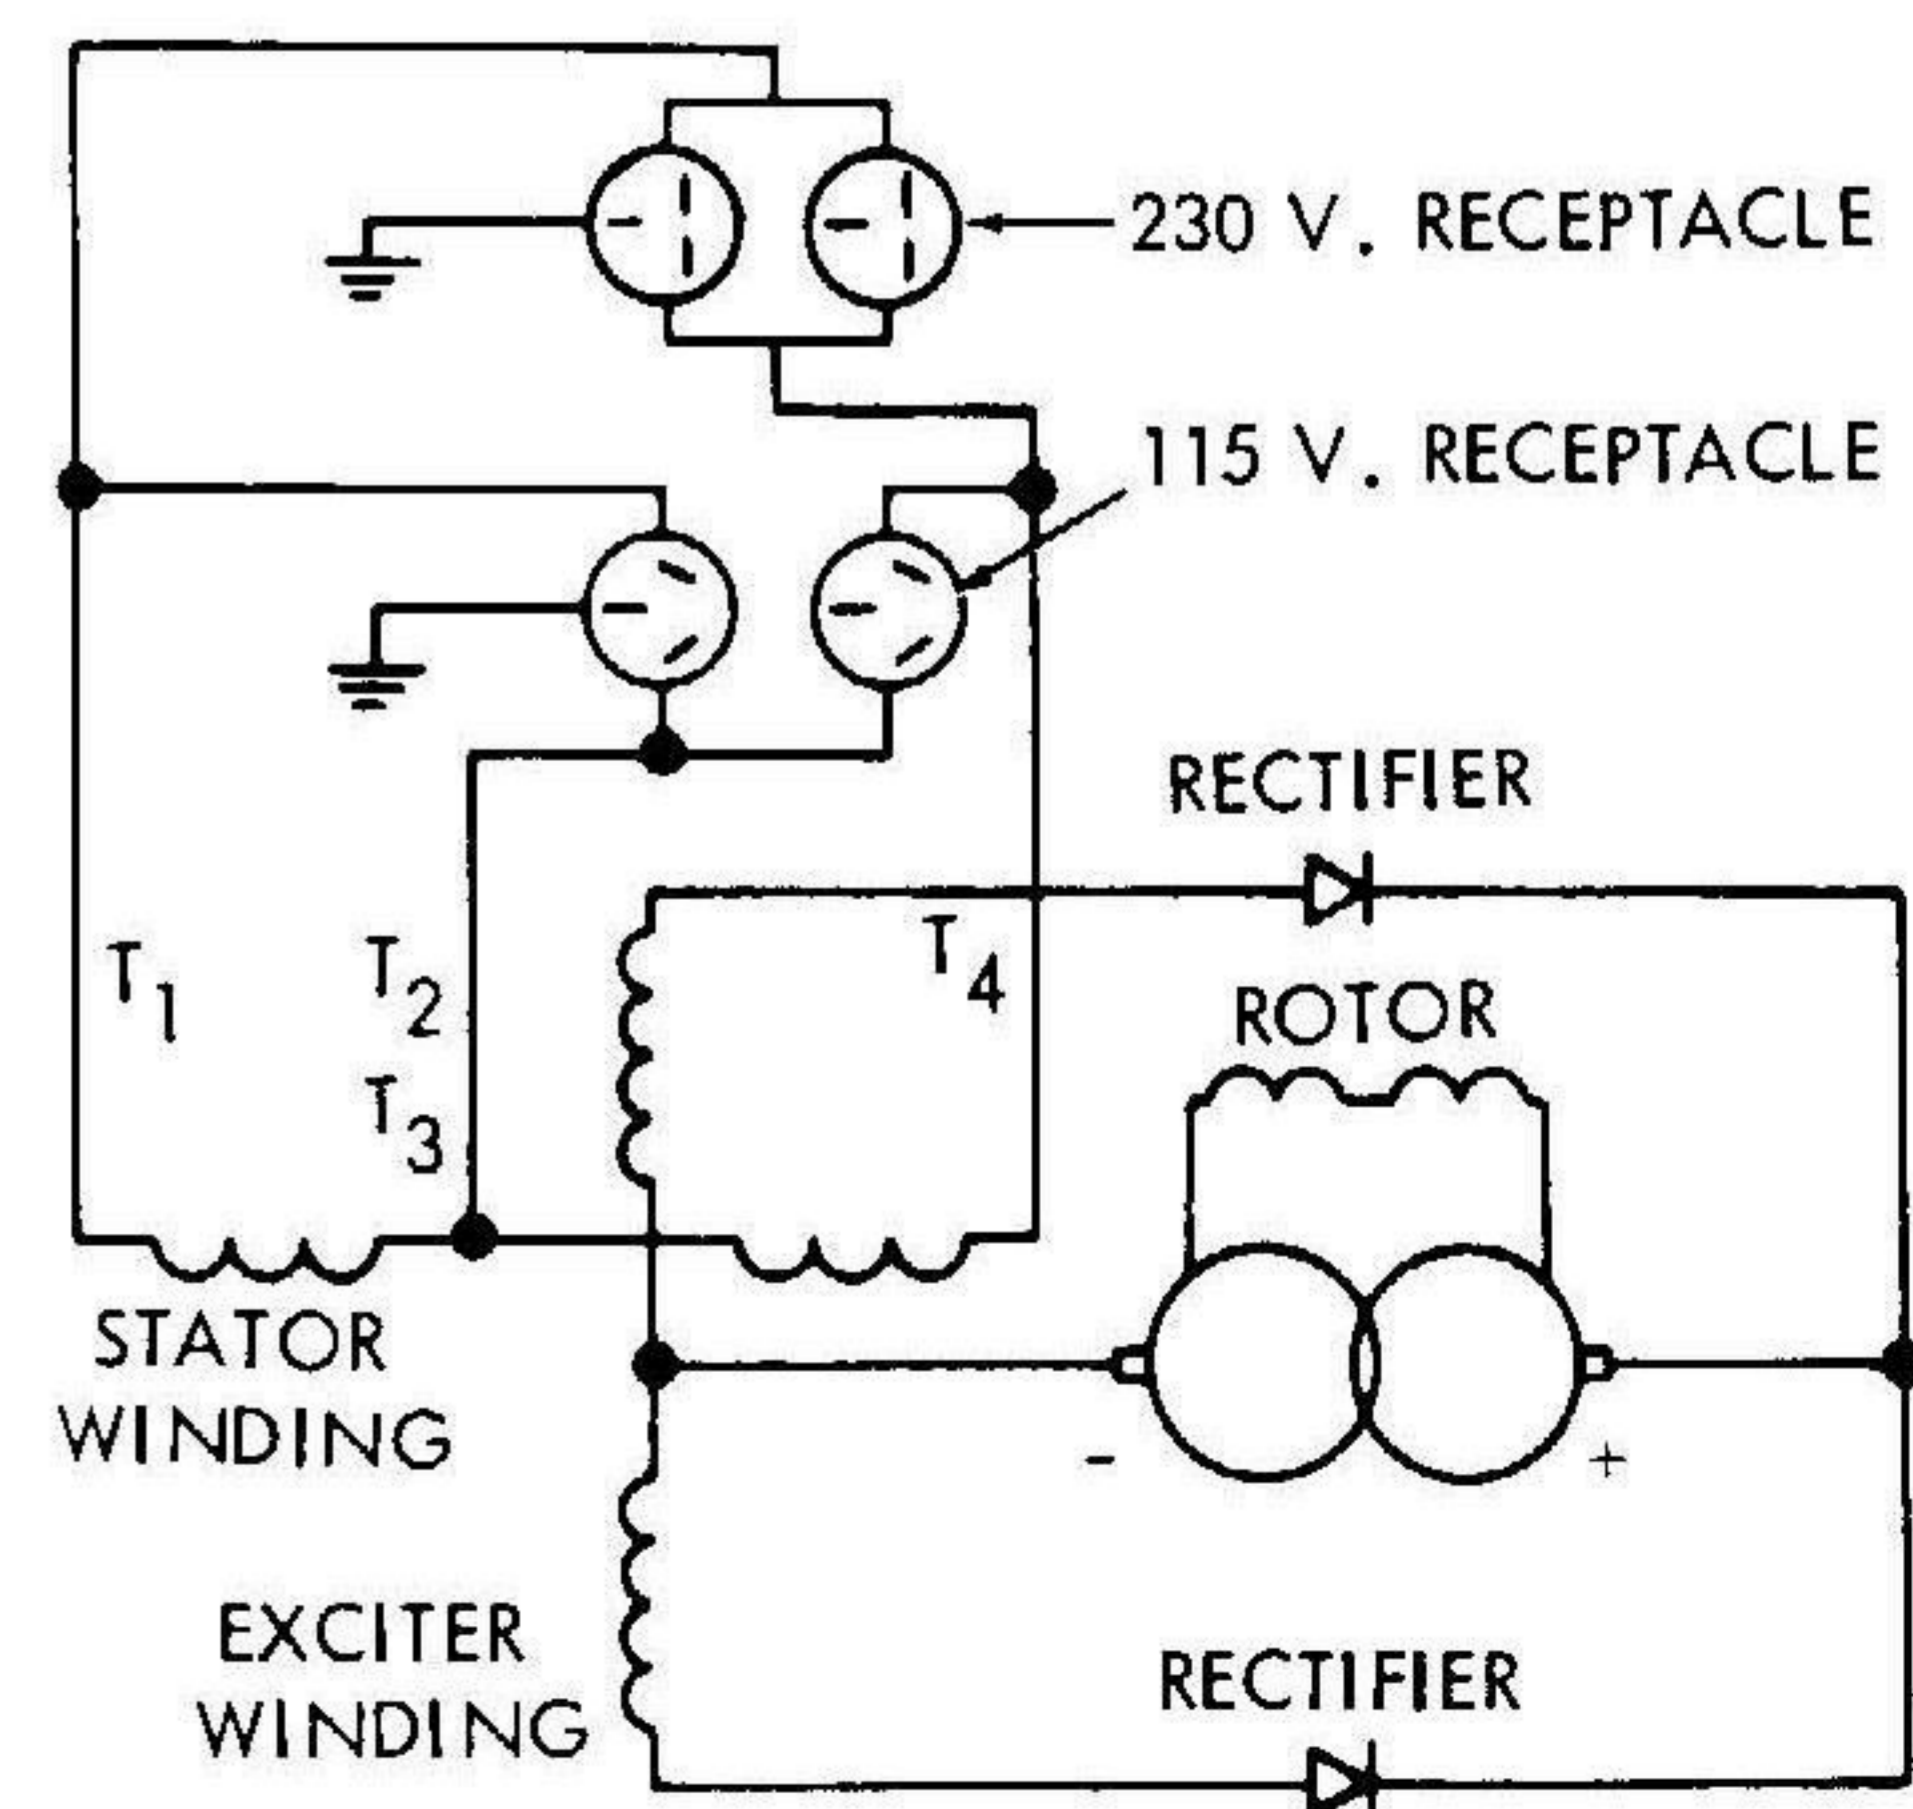 230 V. RECEPTACLE
115 V. RECEPTACLE
RECTIFIER
T1
T2
T3
T4
ROTOR
STATOR
WINDING
- +
EXCITER
WINDING
RECTIFIER